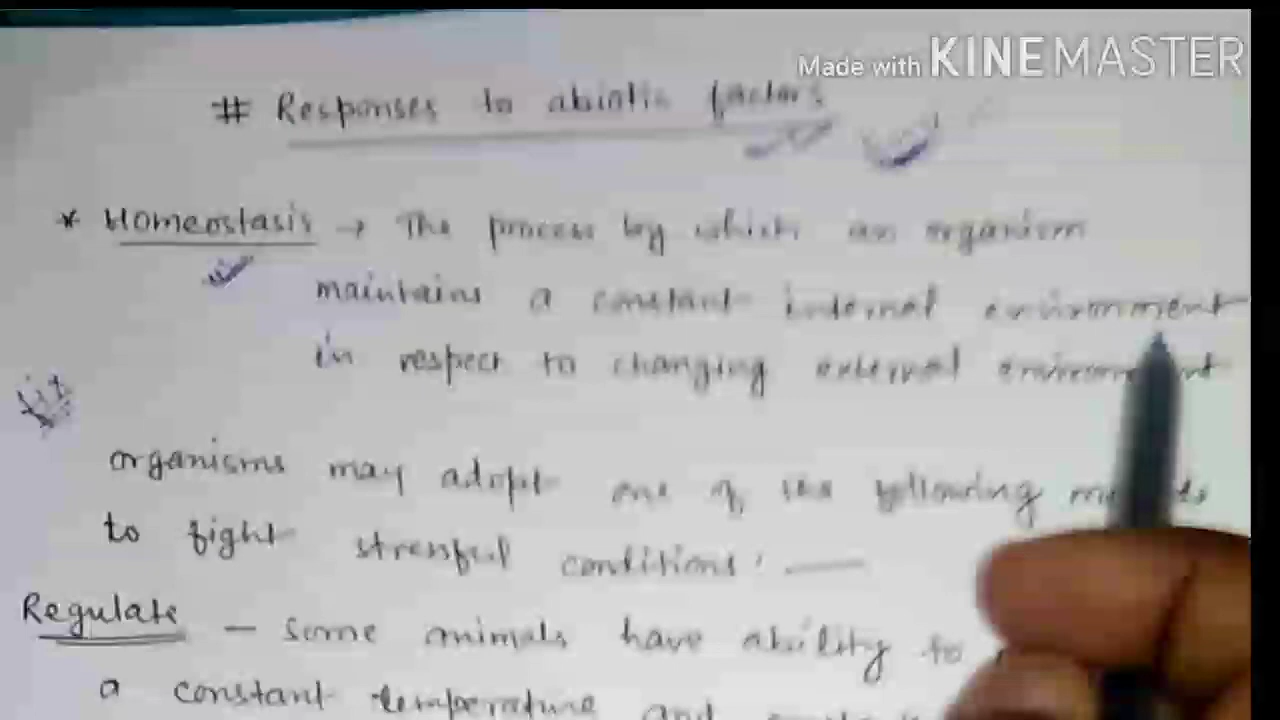 Made with KINEMASTER
# Responses to abiotic factors
* Homeostasis → The process by which an organism
maintains a constant internal environment
in respect to changing external environment
organisms may adopt one of the following
to fight stressful conditions : —
Regulate — Some animals have ability to
a constant temperature and